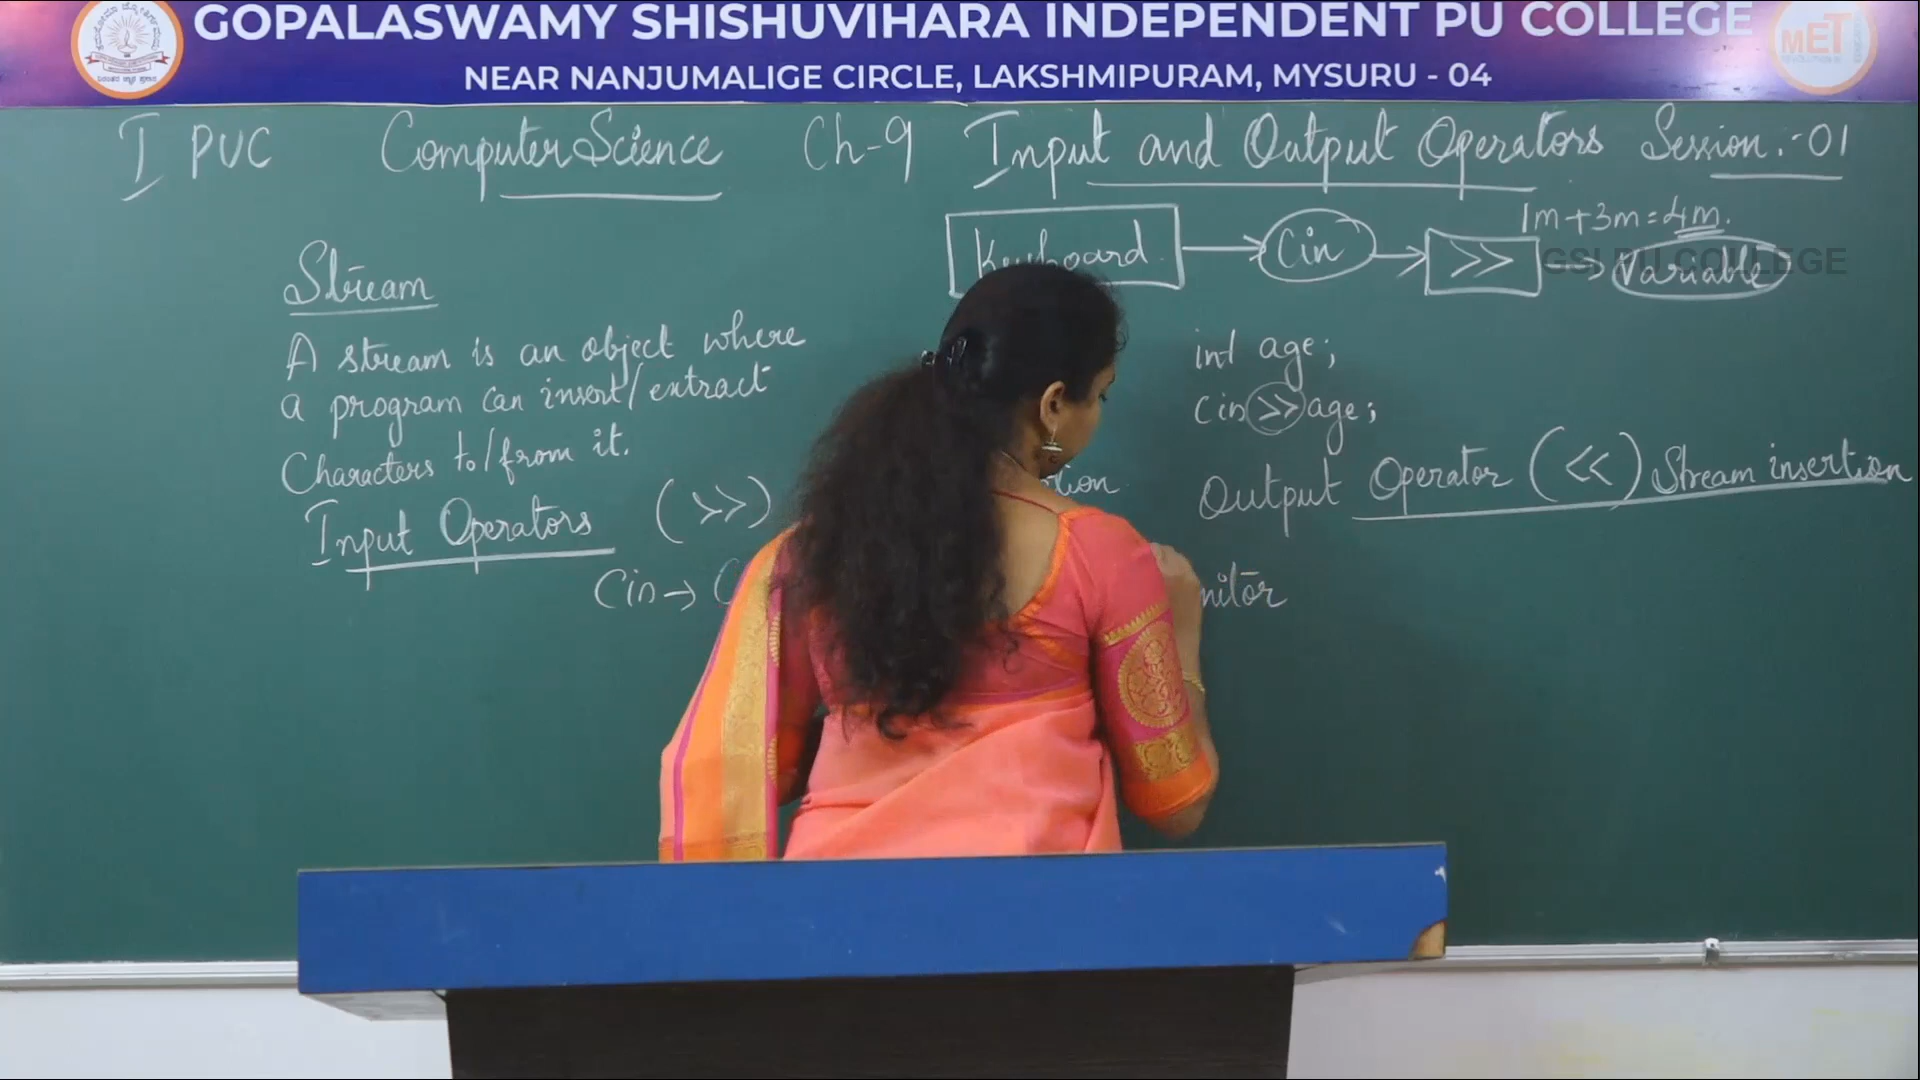 GOPALASWAMY SHISHUVIHARA INDEPENDENT PU COLLEGE
NEAR NANJUMALIGE CIRCLE, LAKSHMIPURAM, MYSURU - 04
MET
I PUC Computer Science Ch-9 Input and Output Operators Session:-01
1m+3m=4m.
Keyboard → Cin → >> → Variable
GSI PU COLLEGE
Stream
A stream is an object where
a program can insert/extract
Characters to/from it.
Input Operators (>>)
Cin →
int age;
Cin >> age;
Output Operator (<<) Stream insertion